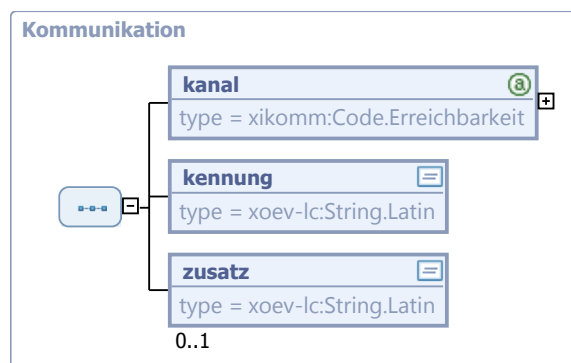 Kommunikation
kanal
type = xikomm:Code.Erreichbarkeit
kennung
type = xoev-lc:String.Latin
zusatz
type = xoev-lc:String.Latin
0..1